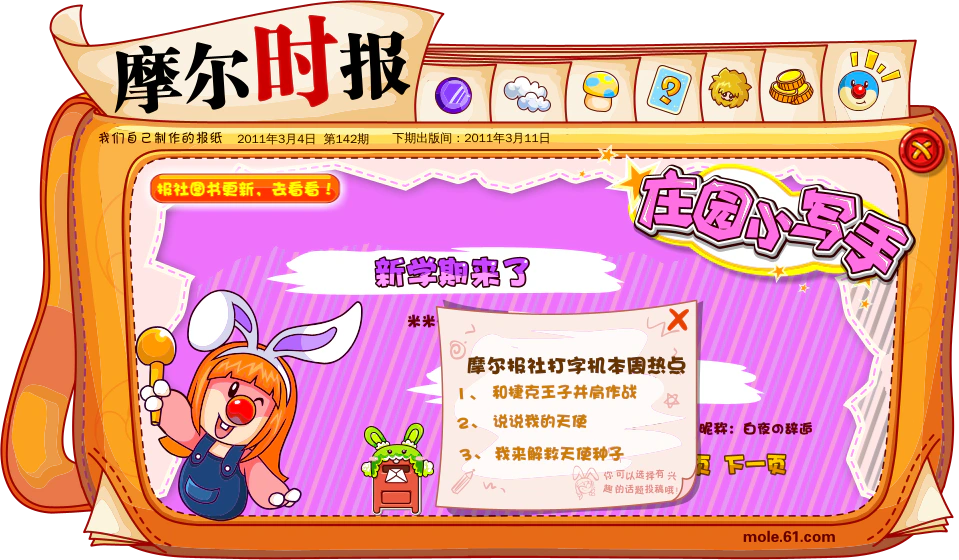 摩尔时报
我们自己制作的报纸 2011年3月4日 第142期 下期出版间：2011年3月11日
报社图书更新，去看看！
庄园小写手
新学期来了
米米
摩尔报社打字机本周热点
1、 和捷克王子并肩作战
2、 说说我的天使
3、 我来解救天使种子
你可以选择有兴
趣的话题投稿哦！
昵称：白夜の辞逝
页 下一页
mole.61.com